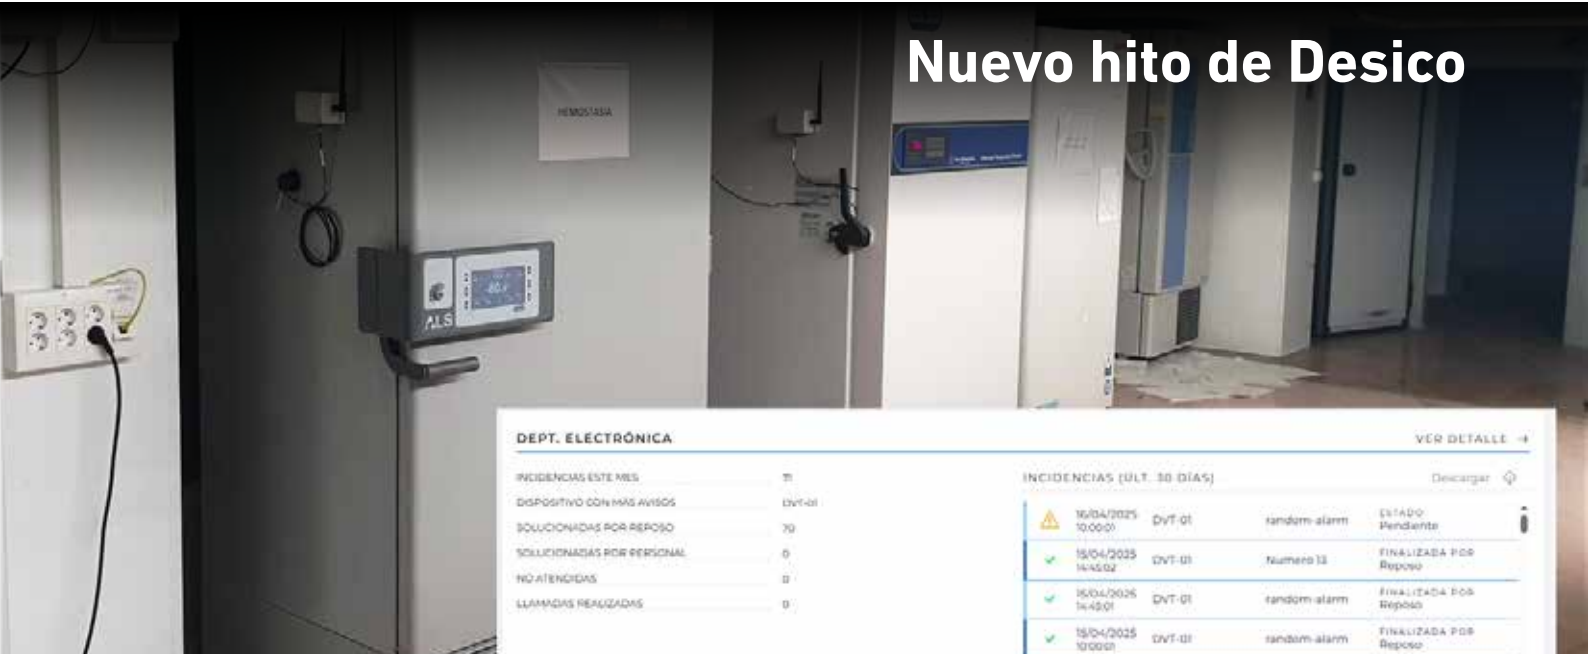 Nuevo hito de Desico
HEMOSTASIA
ALS
DEPT. ELECTRÓNICA
VER DETALLE →
INCIDENCIAS ESTE MES 71
DISPOSITIVO CON MÁS AVISOS DVT-01
SOLUCIONADAS POR REPOSO 70
SOLUCIONADAS POR PERSONAL 0
NO ATENDIDAS 0
LLAMADAS REALIZADAS 0
INCIDENCIAS (ÚLT. 30 DÍAS) Descargar
16/04/2025 DVT-01 random-alarm ESTADO
10:00:01 Pendiente
15/04/2025 DVT-01 Numero 13 FINALIZADA POR
14:45:02 Reposo
15/04/2025 DVT-01 random-alarm FINALIZADA POR
14:45:01 Reposo
15/04/2025 DVT-01 random-alarm FINALIZADA POR
10:00:01 Reposo